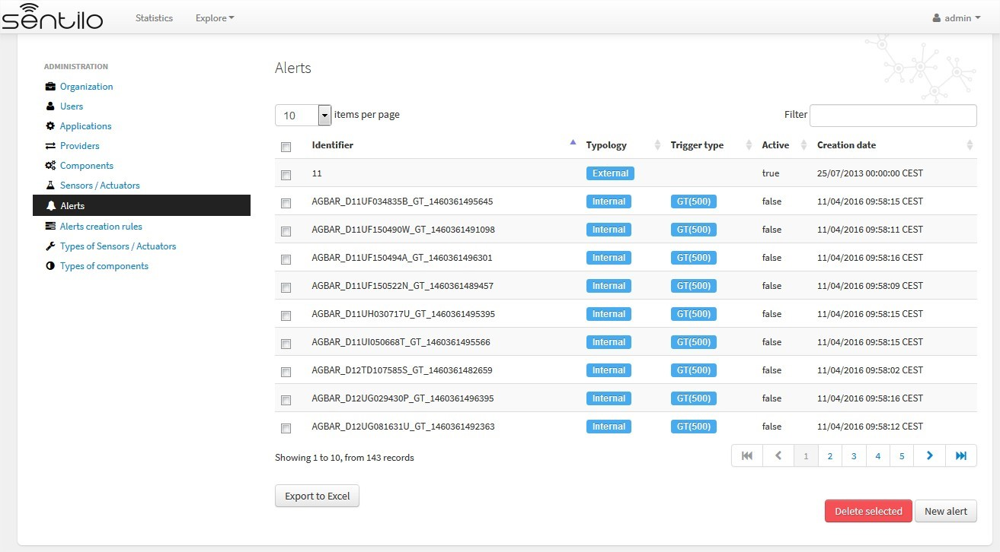 sentilo Statistics Explore admin
ADMINISTRATION
Organization
Users
Applications
Providers
Components
Sensors / Actuators
Alerts
Alerts creation rules
Types of Sensors / Actuators
Types of components
Alerts
10 items per page Filter
Identifier Typology Trigger type Active Creation date
11 External true 25/07/2013 00:00:00 CEST
AGBAR_D11UF034835B_GT_1460361495645 Internal GT(500) false 11/04/2016 09:58:15 CEST
AGBAR_D11UF150490W_GT_1460361491098 Internal GT(500) false 11/04/2016 09:58:11 CEST
AGBAR_D11UF150494A_GT_1460361496301 Internal GT(500) false 11/04/2016 09:58:16 CEST
AGBAR_D11UF150522N_GT_1460361489457 Internal GT(500) false 11/04/2016 09:58:09 CEST
AGBAR_D11UH030717U_GT_1460361495395 Internal GT(500) false 11/04/2016 09:58:15 CEST
AGBAR_D11UI050668T_GT_1460361495566 Internal GT(500) false 11/04/2016 09:58:15 CEST
AGBAR_D12TD107585S_GT_1460361482659 Internal GT(500) false 11/04/2016 09:58:02 CEST
AGBAR_D12UG029430P_GT_1460361496395 Internal GT(500) false 11/04/2016 09:58:16 CEST
AGBAR_D12UG081631U_GT_1460361492363 Internal GT(500) false 11/04/2016 09:58:12 CEST
Showing 1 to 10, from 143 records 1 2 3 4 5
Export to Excel
Delete selected New alert